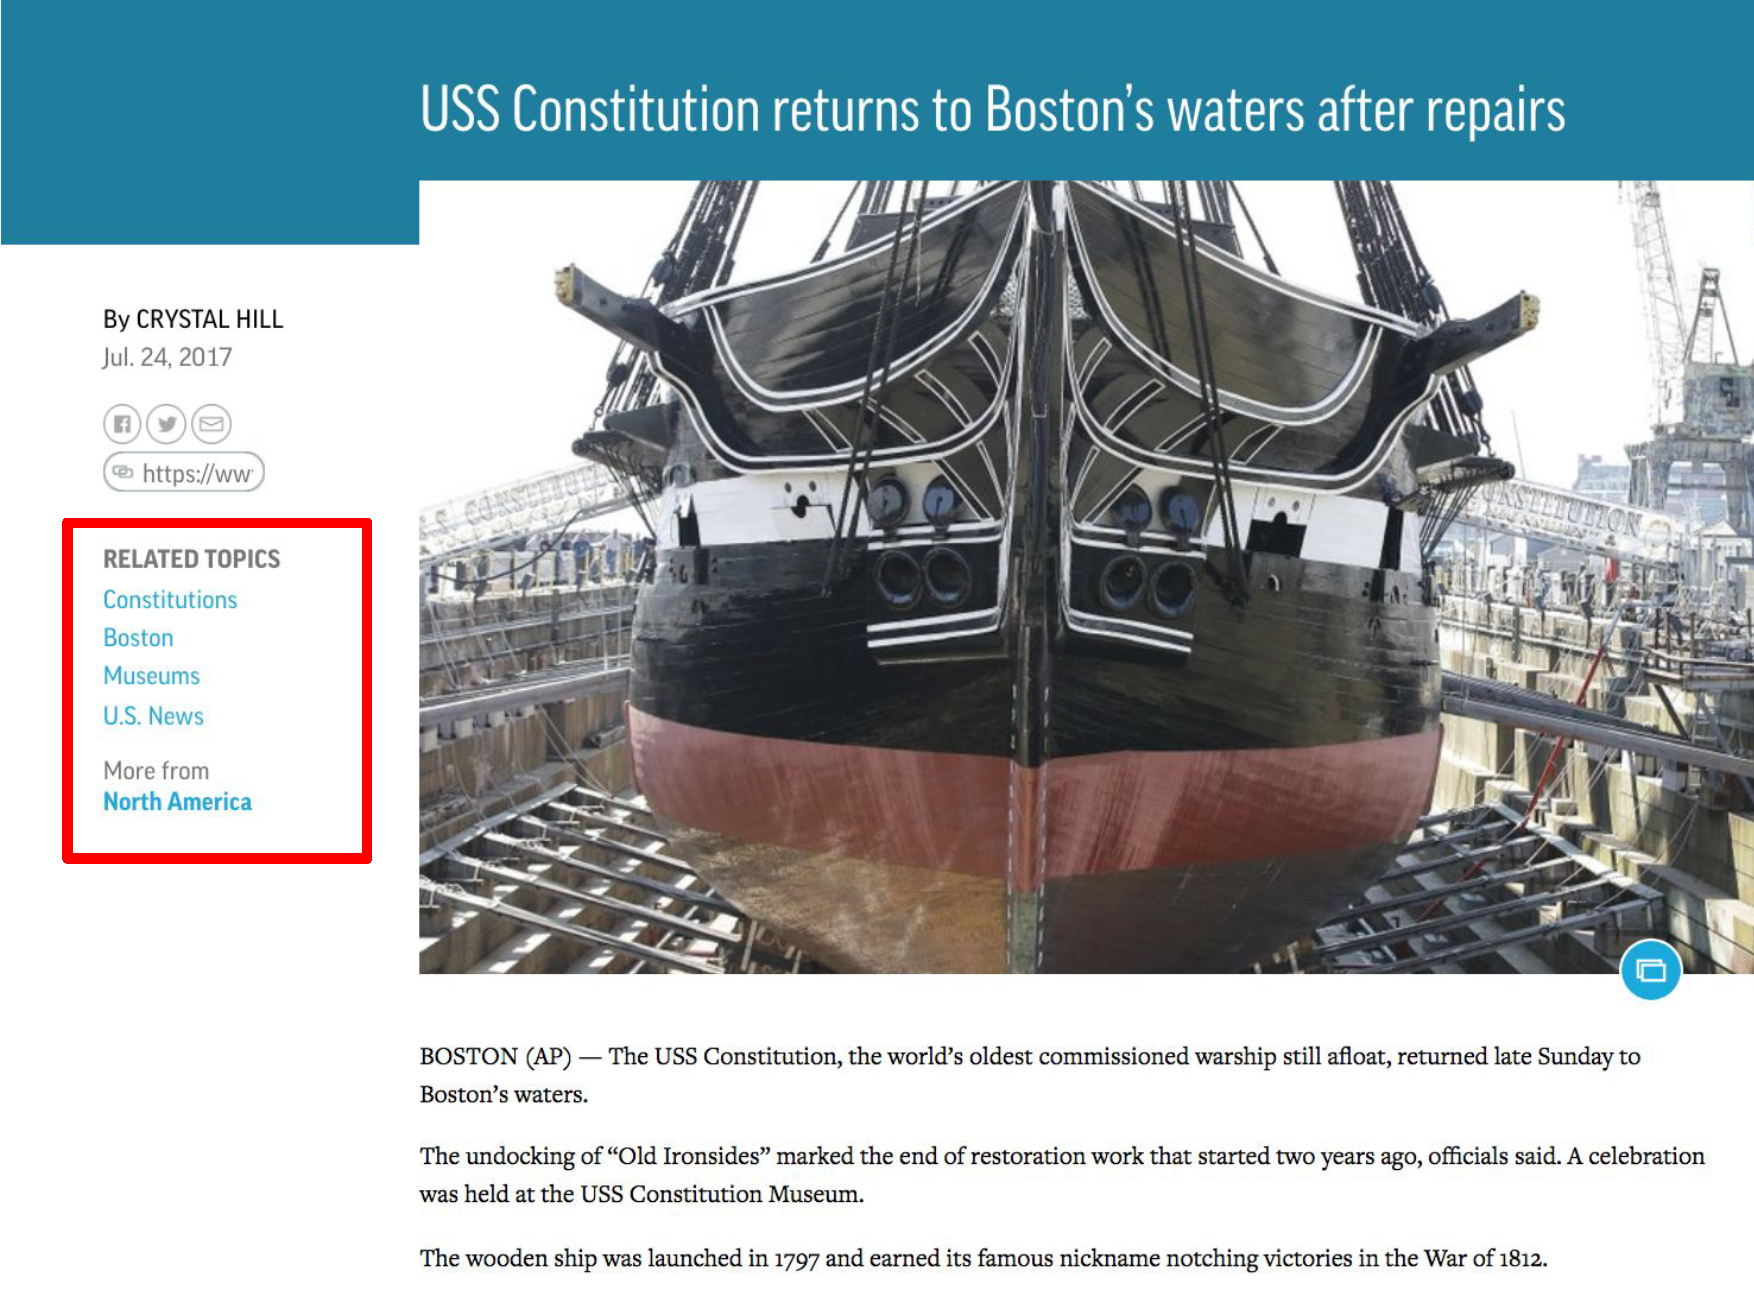 USS Constitution returns to Boston’s waters after repairs
By CRYSTAL HILL
Jul. 24, 2017
https://ww
RELATED TOPICS
Constitutions
Boston
Museums
U.S. News
More from
North America
BOSTON (AP) — The USS Constitution, the world’s oldest commissioned warship still afloat, returned late Sunday to
Boston’s waters.
The undocking of “Old Ironsides” marked the end of restoration work that started two years ago, officials said. A celebration
was held at the USS Constitution Museum.
The wooden ship was launched in 1797 and earned its famous nickname notching victories in the War of 1812.